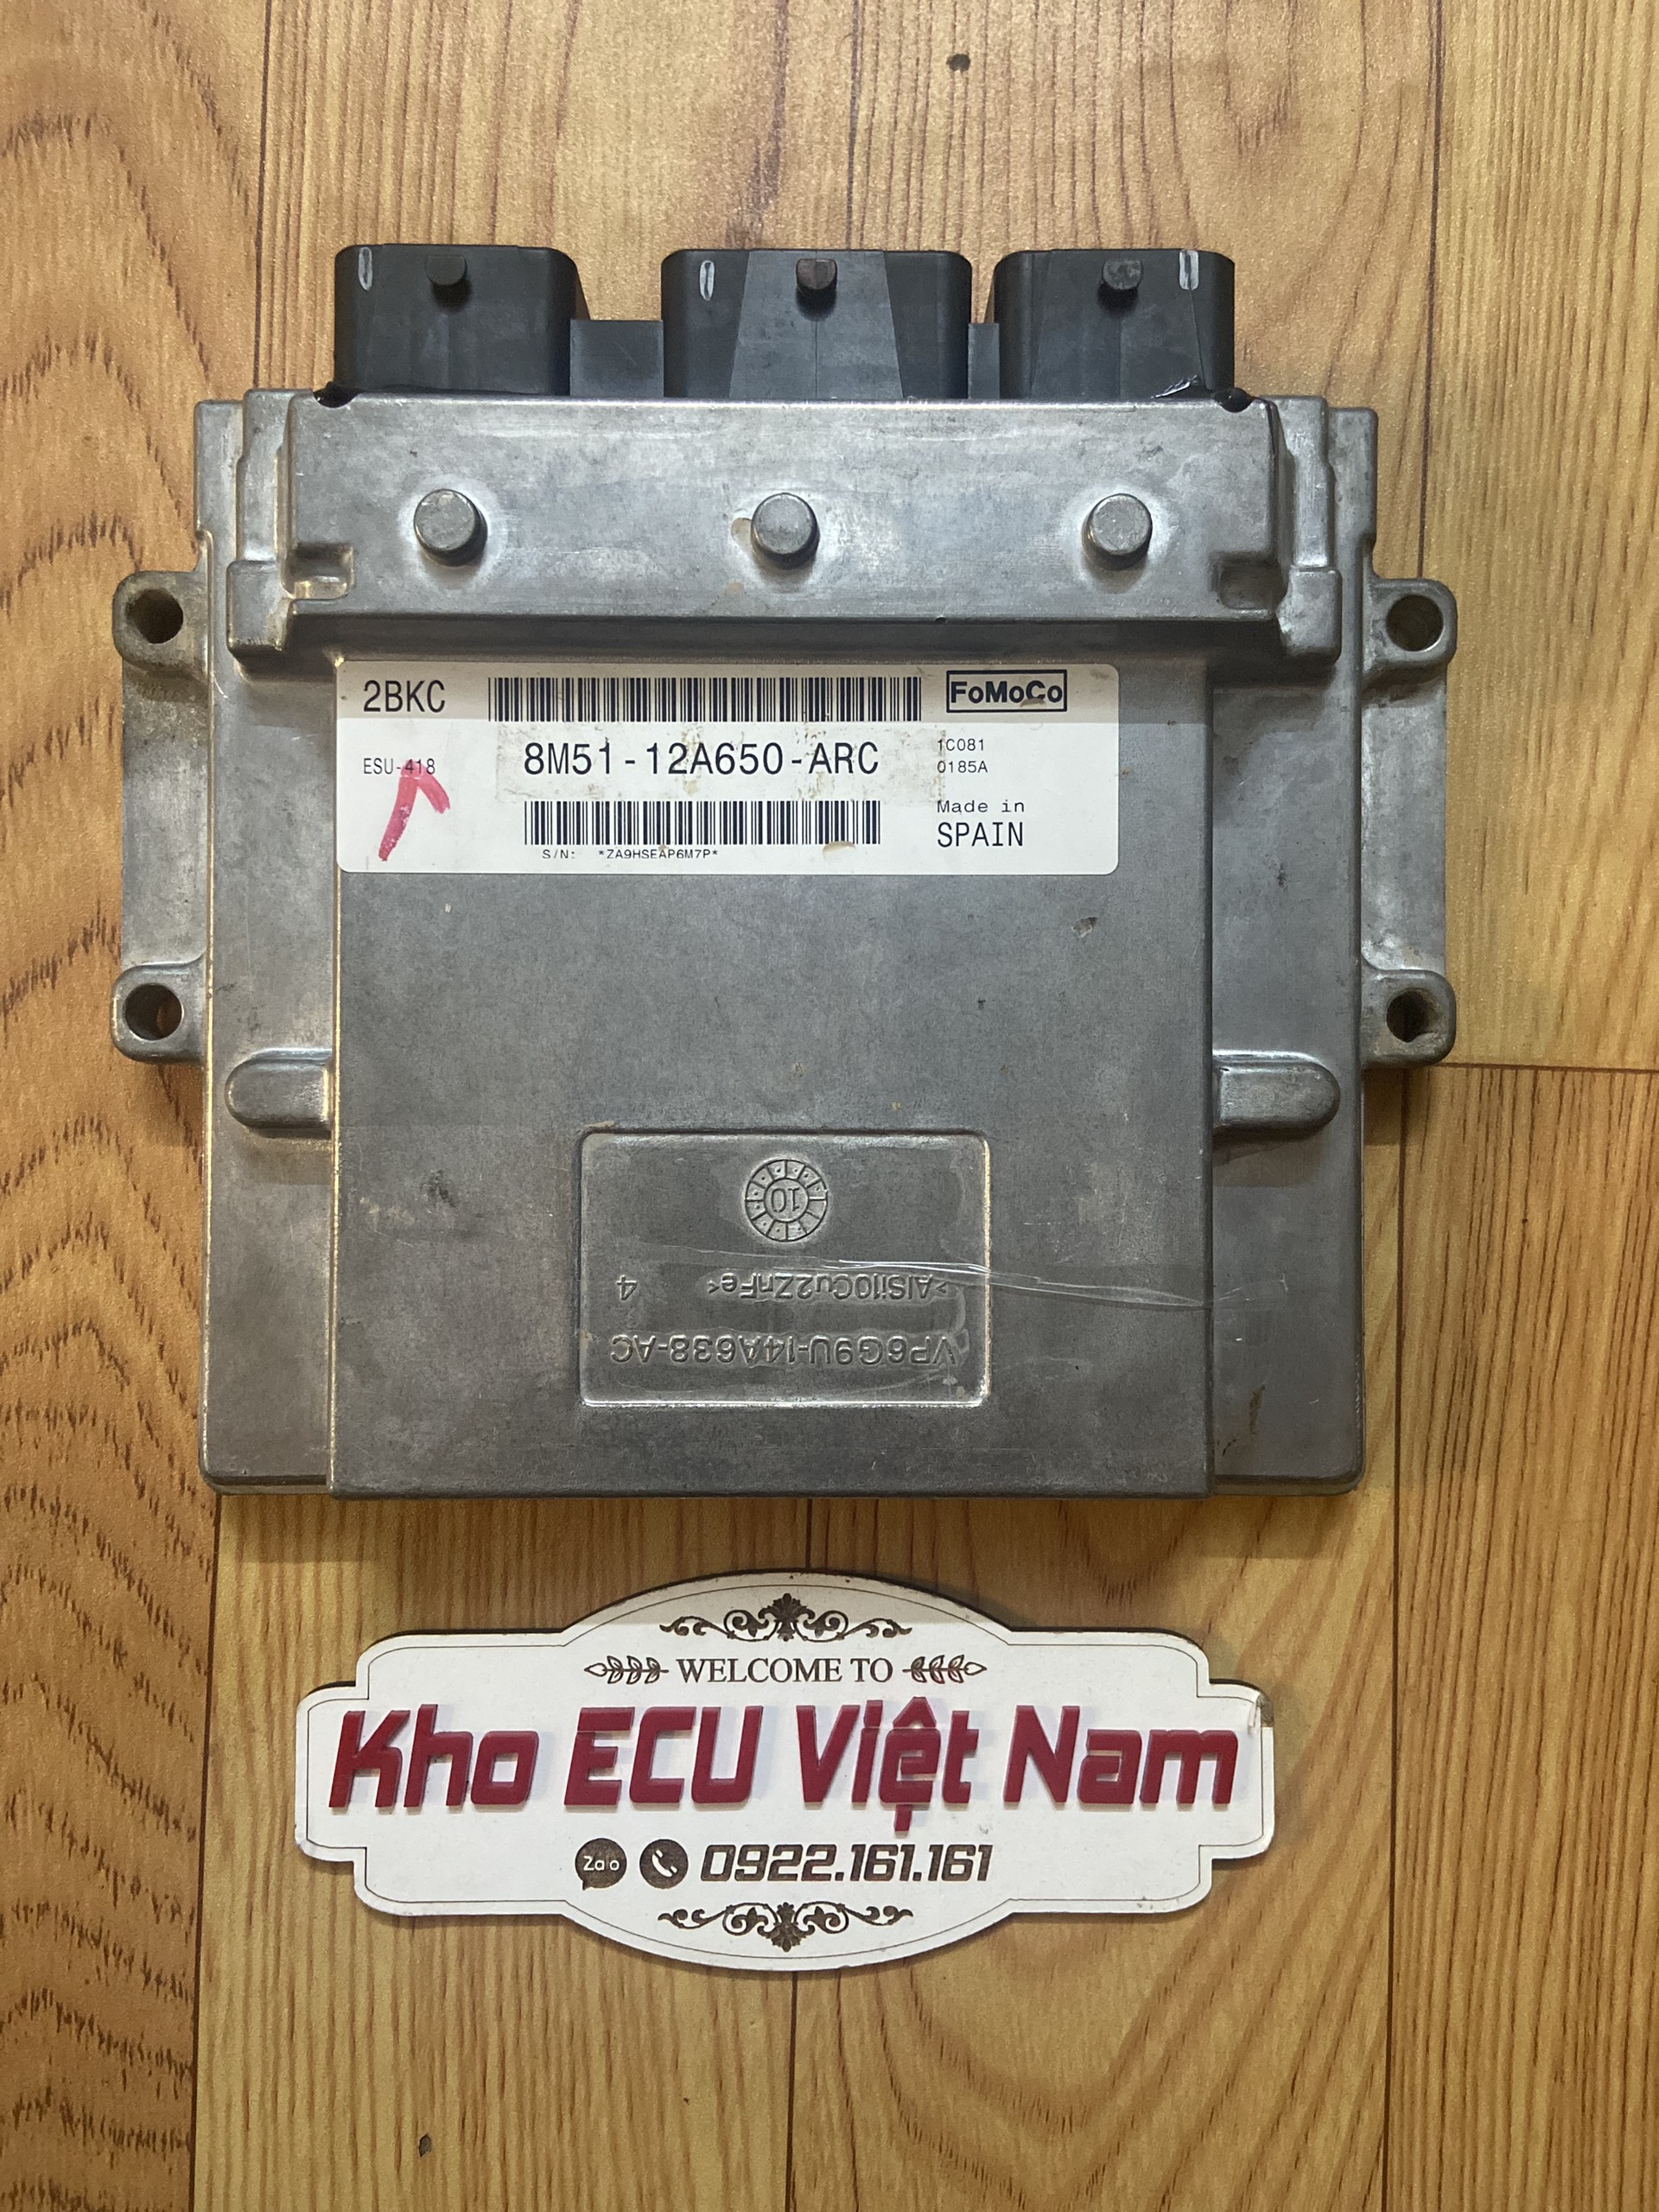 2BKC
FoMoCo
8M51-12A650-ARC
1C081
ESU-418
0185A
Made in
SPAIN
S/N: *ZA9HSEAP6M7P*
10
>AlSi10Cu2ZnFe<
4
VP6G9U-14A638-AC
WELCOME TO
Kho ECU Việt Nam
Zalo
0922.161.161